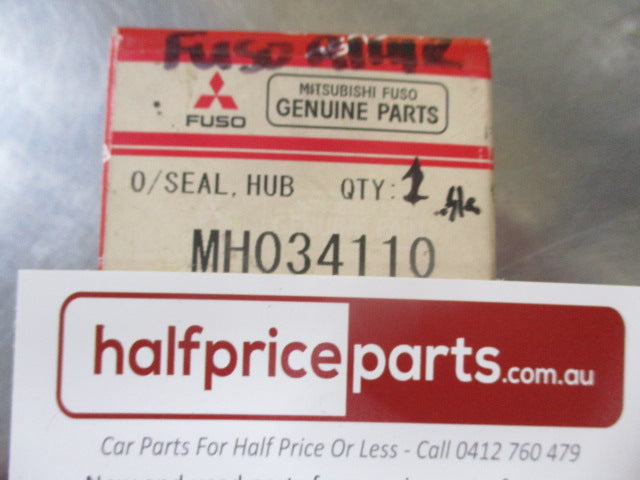 Fuso
FUSO
MITSUBISHI FUSO
GENUINE PARTS
O/SEAL, HUB QTY: 1
MH034110
halfpriceparts.com.au
Car Parts For Half Price Or Less - Call 0412 760 479